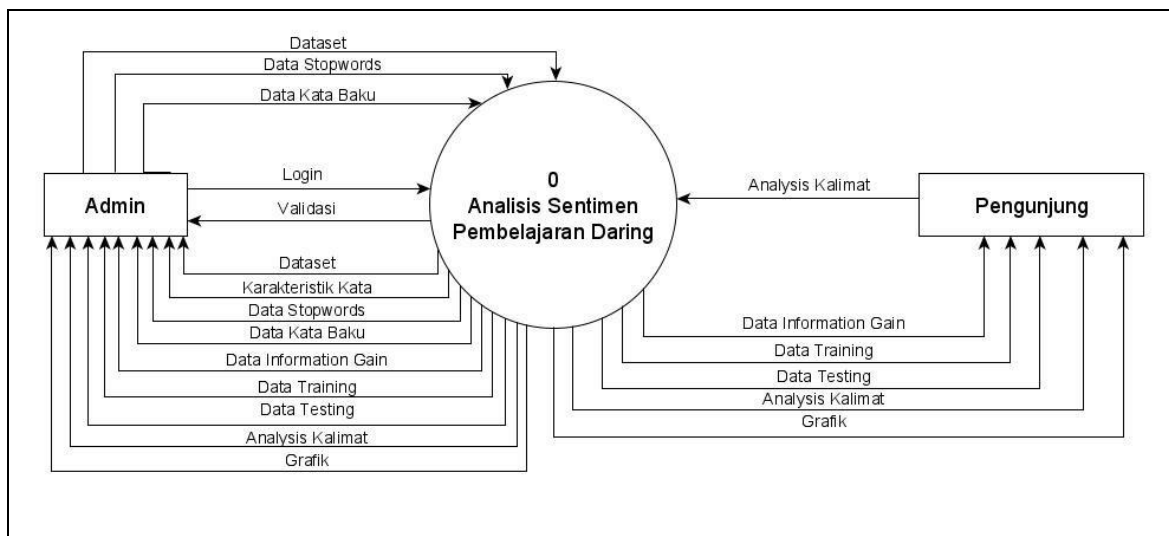 Dataset
Data Stopwords
Data Kata Baku
Login
Validasi
Admin
0
Analisis Sentimen
Pembelajaran Daring
Analysis Kalimat
Pengunjung
Dataset
Karakteristik Kata
Data Stopwords
Data Kata Baku
Data Information Gain
Data Training
Data Testing
Analysis Kalimat
Grafik
Data Information Gain
Data Training
Data Testing
Analysis Kalimat
Grafik